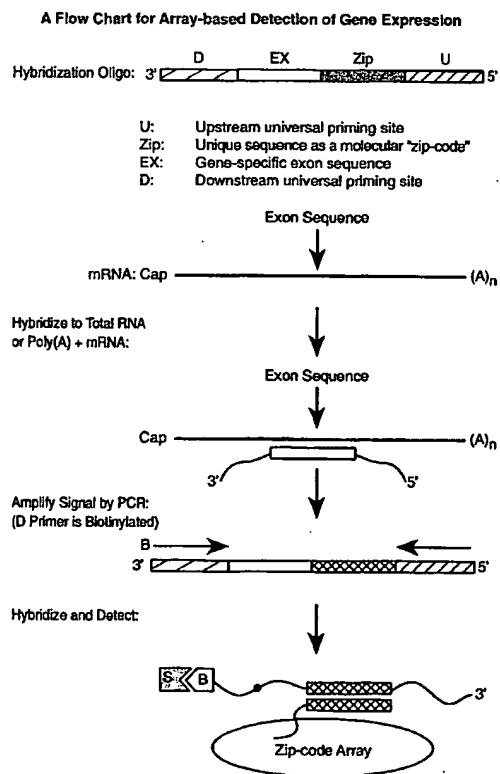 A Flow Chart for Array-based Detection of Gene Expression
D EX Zip U
Hybridization Oligo: 3' 5'
U: Upstream universal priming site
Zip: Unique sequence as a molecular "zip-code"
EX: Gene-specific exon sequence
D: Downstream universal priming site
Exon Sequence
mRNA: Cap (A)n
Hybridize to Total RNA
or Poly(A) + mRNA:
Exon Sequence
Cap (A)n
3' 5'
Amplify Signal by PCR:
(D Primer is Biotinylated)
B
3' 5'
Hybridize and Detect:
S B
3'
Zip-code Array